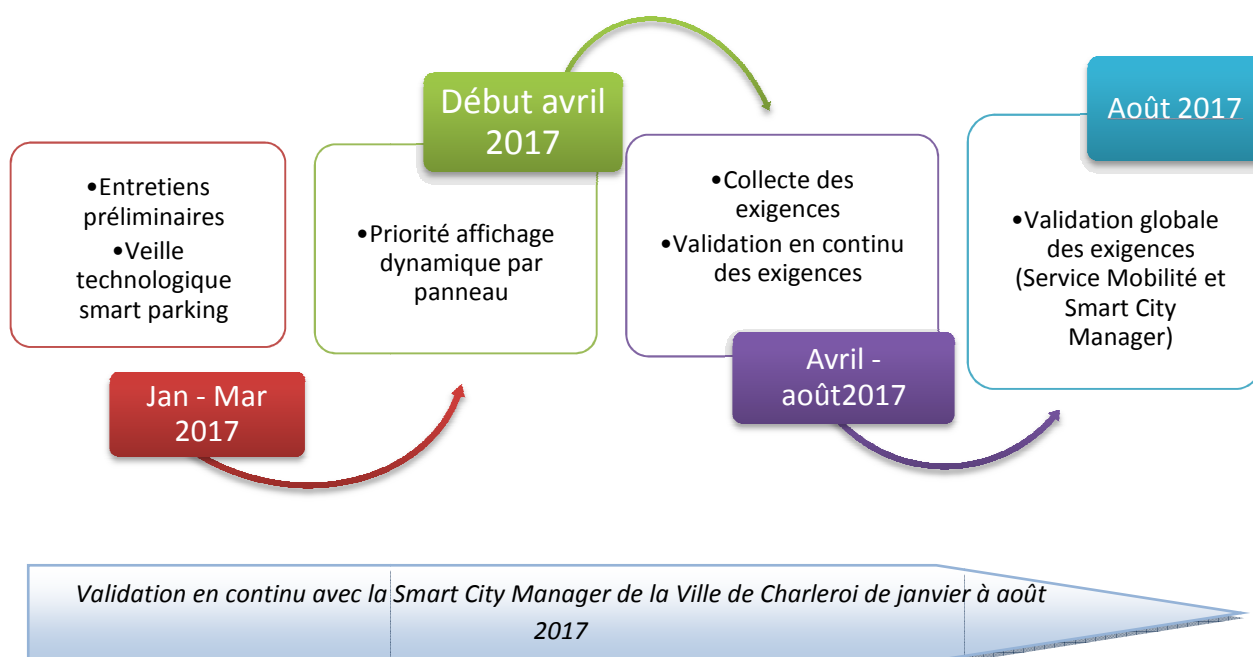 •Entretiens
préliminaires
•Veille
technologique
smart parking
Jan - Mar
2017
Début avril
2017
•Priorité affichage
dynamique par
panneau
•Collecte des
exigences
•Validation en continu
des exigences
Avril -
août2017
Août 2017
•Validation globale
des exigences
(Service Mobilité et
Smart City
Manager)
Validation en continu avec la Smart City Manager de la Ville de Charleroi de janvier à août
2017